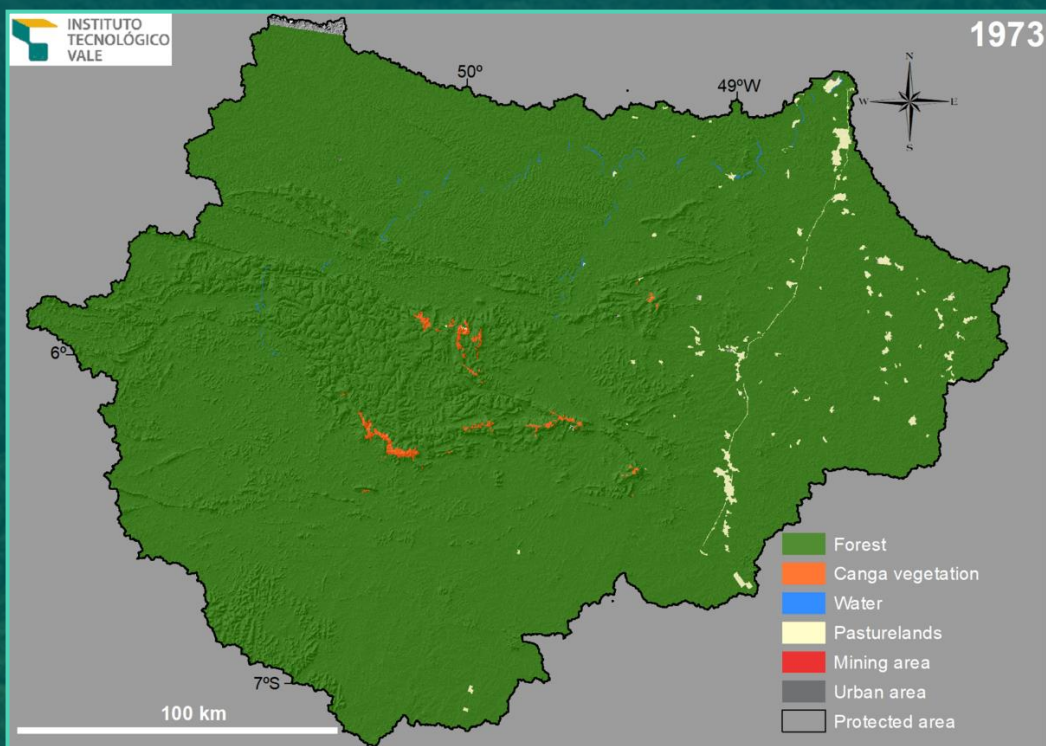 INSTITUTO
TECNOLÓGICO
VALE
1973
N
W E
S
50º
49ºW
6º
7ºS
100 km
Forest
Canga vegetation
Water
Pasturelands
Mining area
Urban area
Protected area